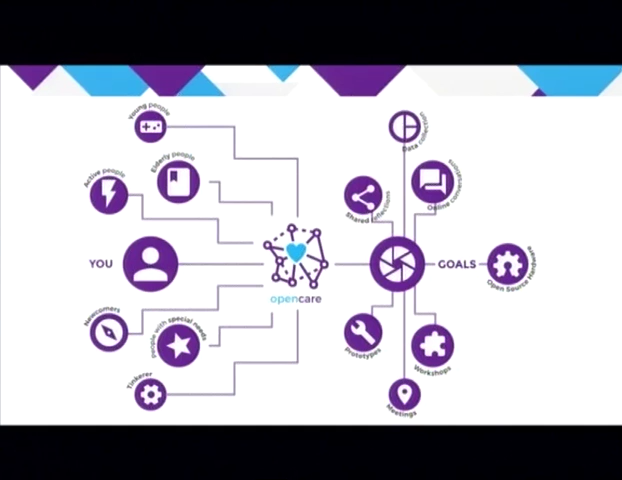 Young people
Elderly people
Active people
YOU
Newcomers
People with special needs
Tinkerer
opencare
Data collection
Online conversations
Shared reflections
GOALS
Open Source Hardware
Prototypes
Workshops
Meetings